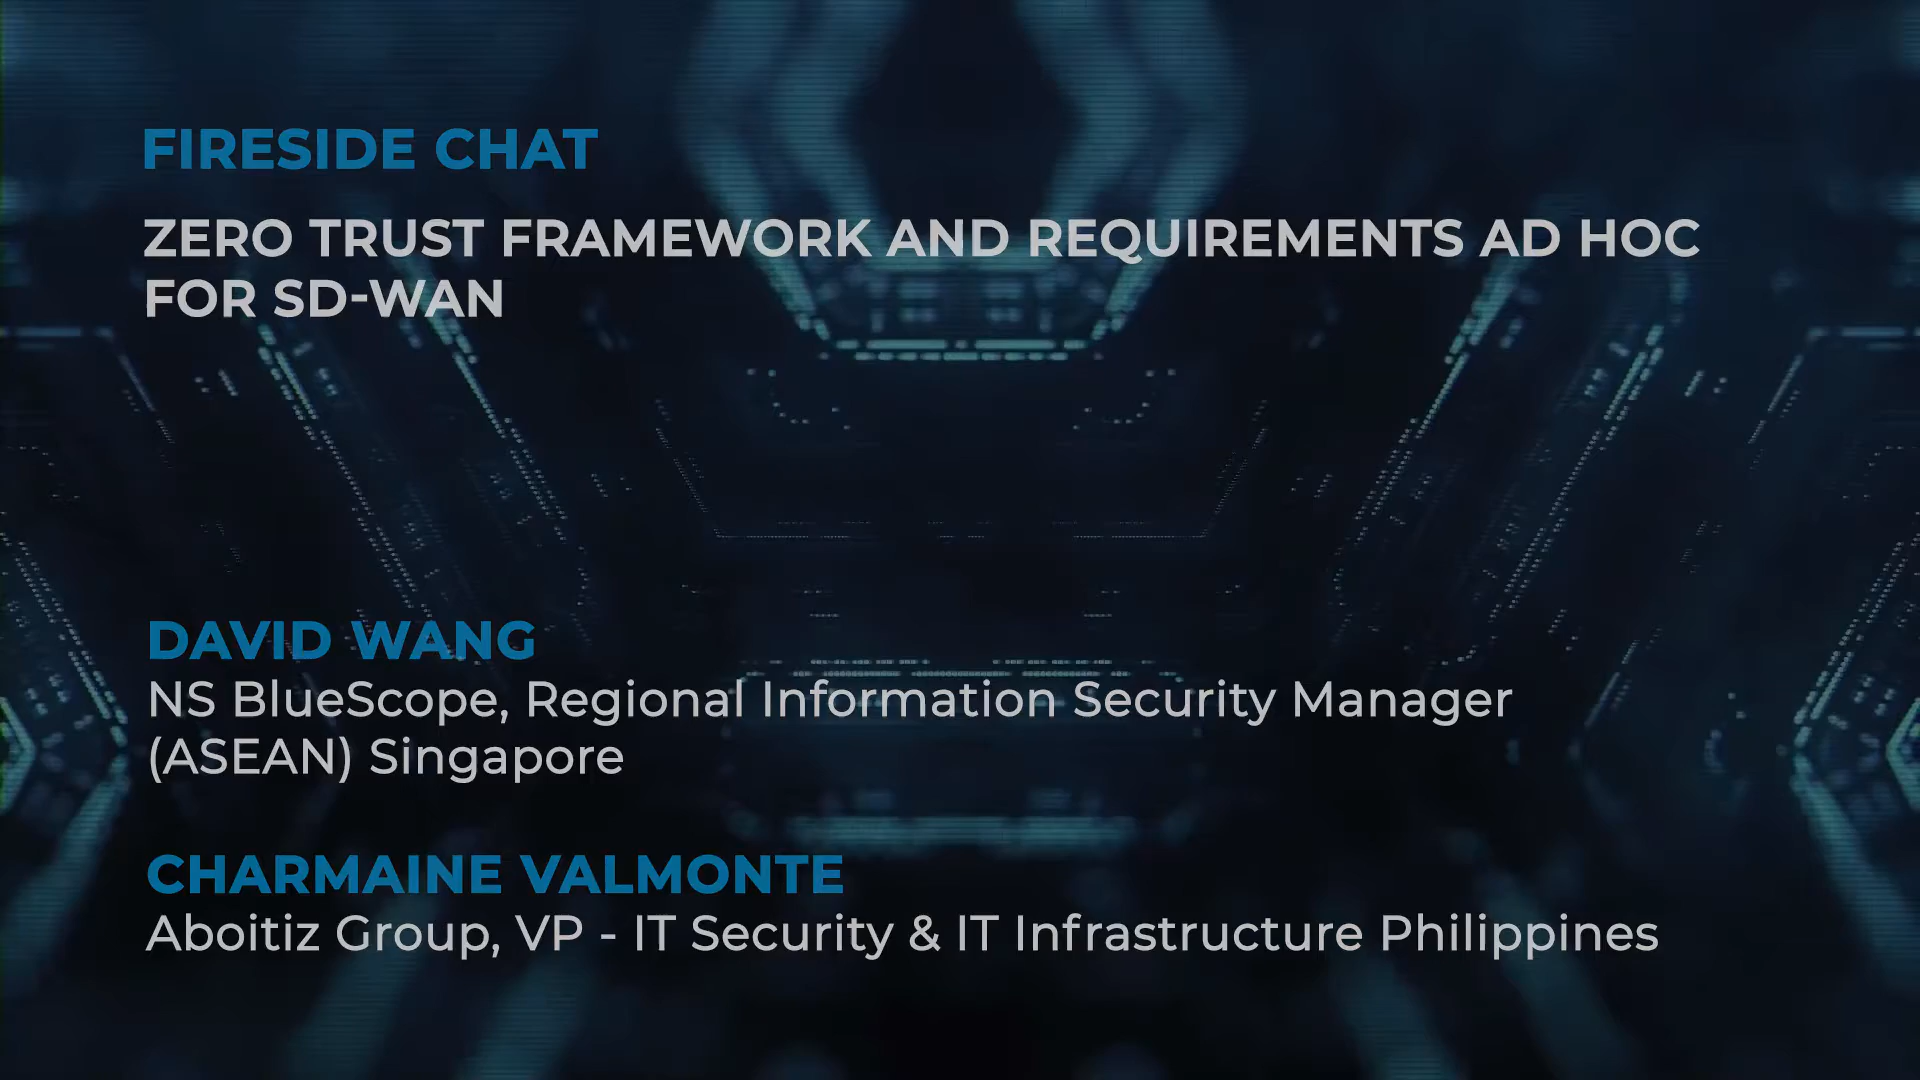 FIRESIDE CHAT
ZERO TRUST FRAMEWORK AND REQUIREMENTS AD HOC
FOR SD-WAN
DAVID WANG
NS BlueScope, Regional Information Security Manager
(ASEAN) Singapore
CHARMAINE VALMONTE
Aboitiz Group, VP - IT Security & IT Infrastructure Philippines